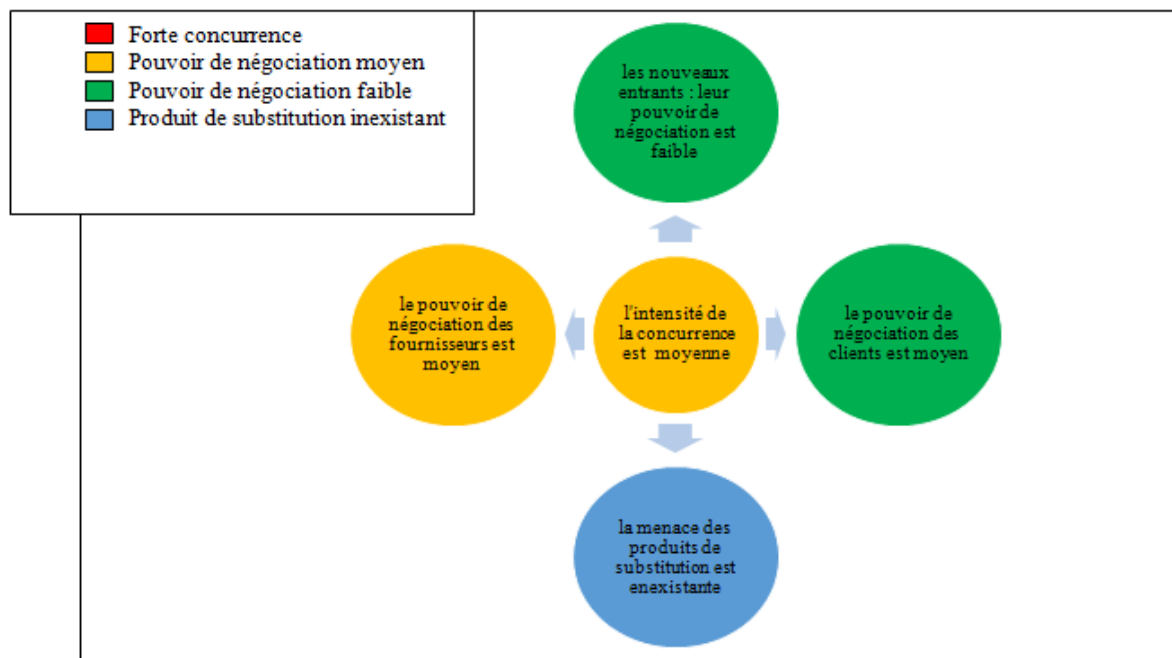 Forte concurrence
Pouvoir de négociation moyen
Pouvoir de négociation faible
Produit de substitution inexistant
les nouveaux
entrants : leur
pouvoir de
négociation est
faible
le pouvoir de
négociation des
fournisseurs est
moyen
l'intensité de
la concurrence
est moyenne
le pouvoir de
négociation des
clients est moyen
la menace des
produits de
substitution est
enexistante